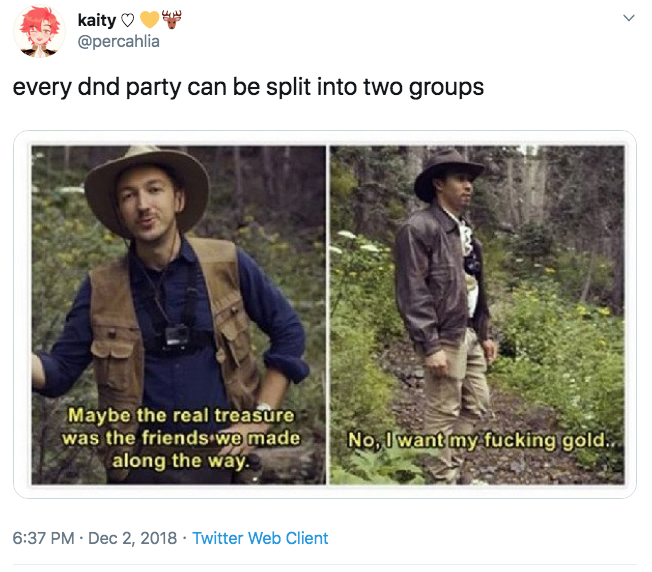 kaity ♡ 💛
@percahlia
every dnd party can be split into two groups
Maybe the real treasure
was the friends we made
along the way.
No, I want my fucking gold...
6:37 PM · Dec 2, 2018 · Twitter Web Client